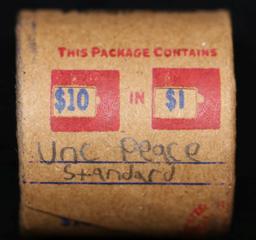 THIS PACKAGE CONTAINS
$10 IN $1
Unc Peace
Standard